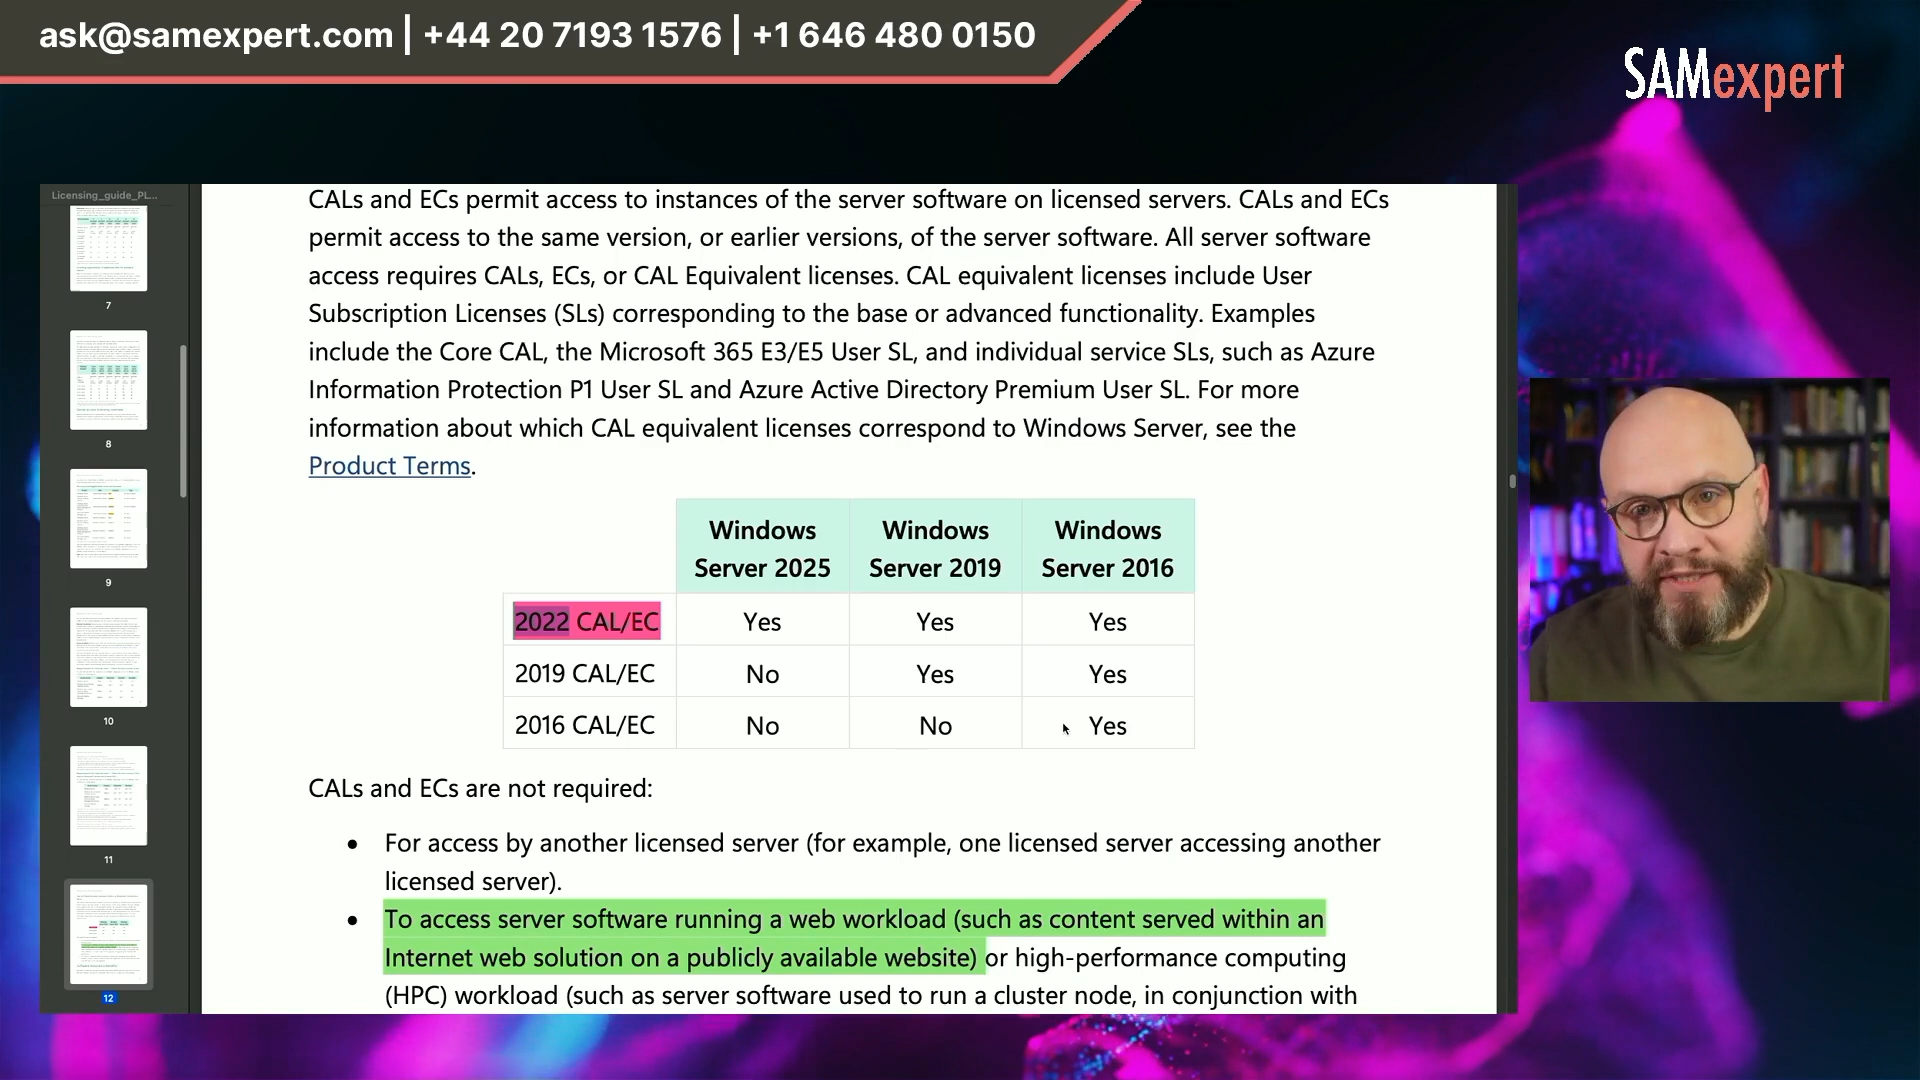 ask@samexpert.com | +44 20 7193 1576 | +1 646 480 0150
SAMexpert
Licensing_guide_PL...
7
8
9
10
11
12
CALs and ECs permit access to instances of the server software on licensed servers. CALs and ECs
permit access to the same version, or earlier versions, of the server software. All server software
access requires CALs, ECs, or CAL Equivalent licenses. CAL equivalent licenses include User
Subscription Licenses (SLs) corresponding to the base or advanced functionality. Examples
include the Core CAL, the Microsoft 365 E3/E5 User SL, and individual service SLs, such as Azure
Information Protection P1 User SL and Azure Active Directory Premium User SL. For more
information about which CAL equivalent licenses correspond to Windows Server, see the
Product Terms.
Windows Server 2025 Windows Server 2019 Windows Server 2016
2022 CAL/EC Yes Yes Yes
2019 CAL/EC No Yes Yes
2016 CAL/EC No No Yes
CALs and ECs are not required:
• For access by another licensed server (for example, one licensed server accessing another
licensed server).
• To access server software running a web workload (such as content served within an
Internet web solution on a publicly available website) or high-performance computing
(HPC) workload (such as server software used to run a cluster node, in conjunction with